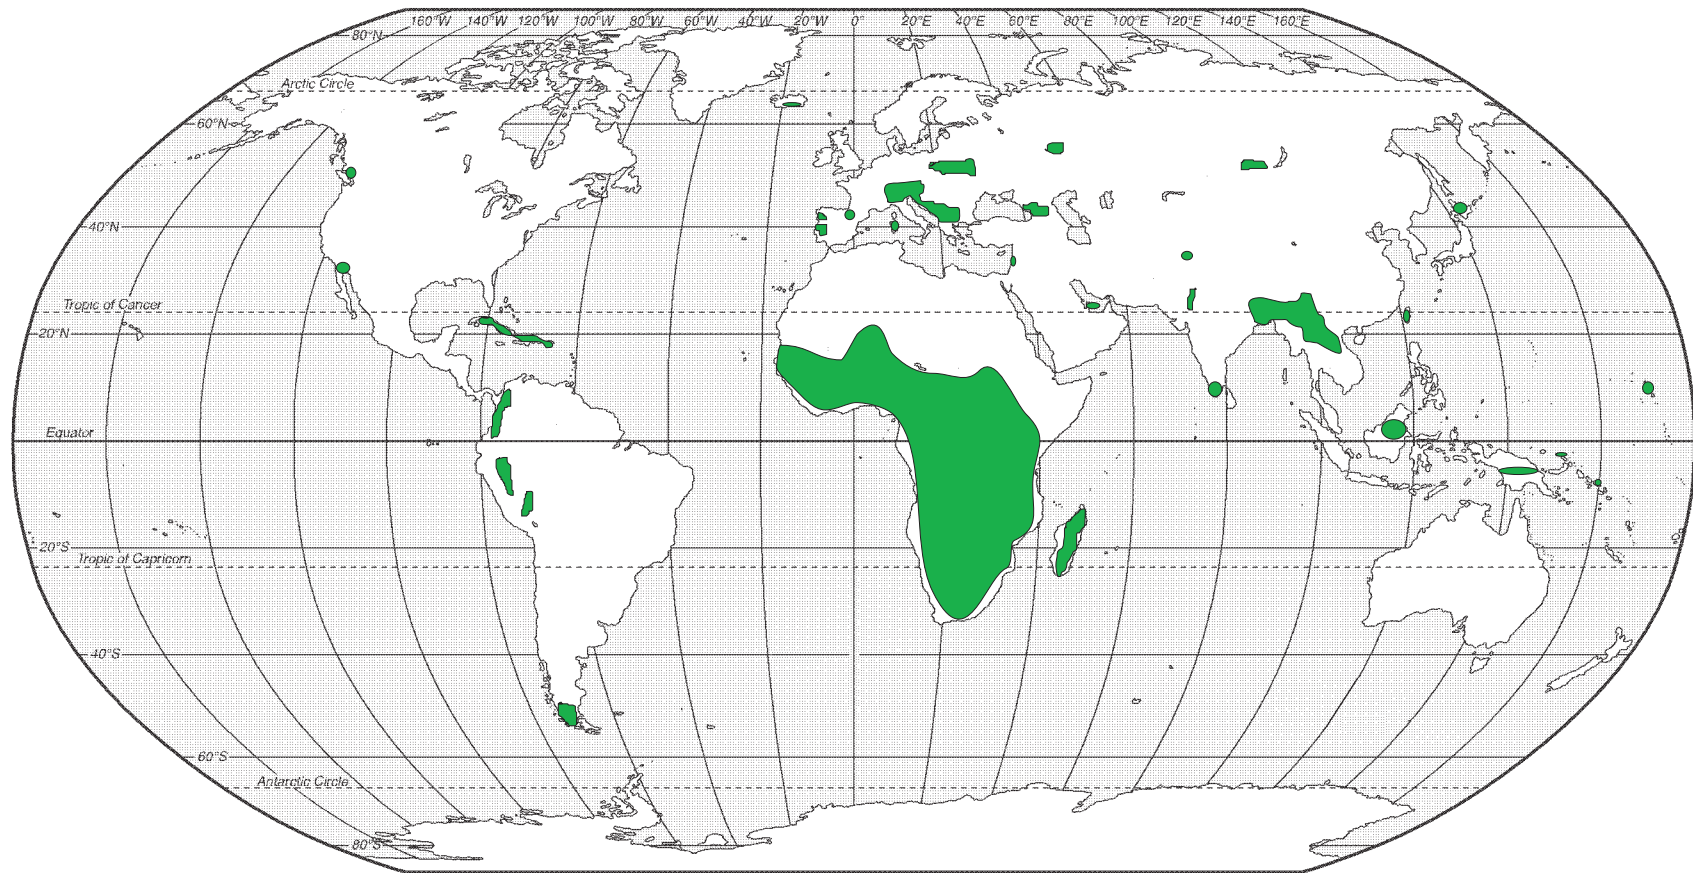 160°W 140°W 120°W 100°W 80°W 60°W 40°W 20°W 0° 20°E 40°E 60°E 80°E 100°E 120°E 140°E 160°E
80°N
Arctic Circle
60°N
40°N
Tropic of Cancer
20°N
Equator
20°S
Tropic of Capricorn
40°S
60°S
Antarctic Circle
80°S